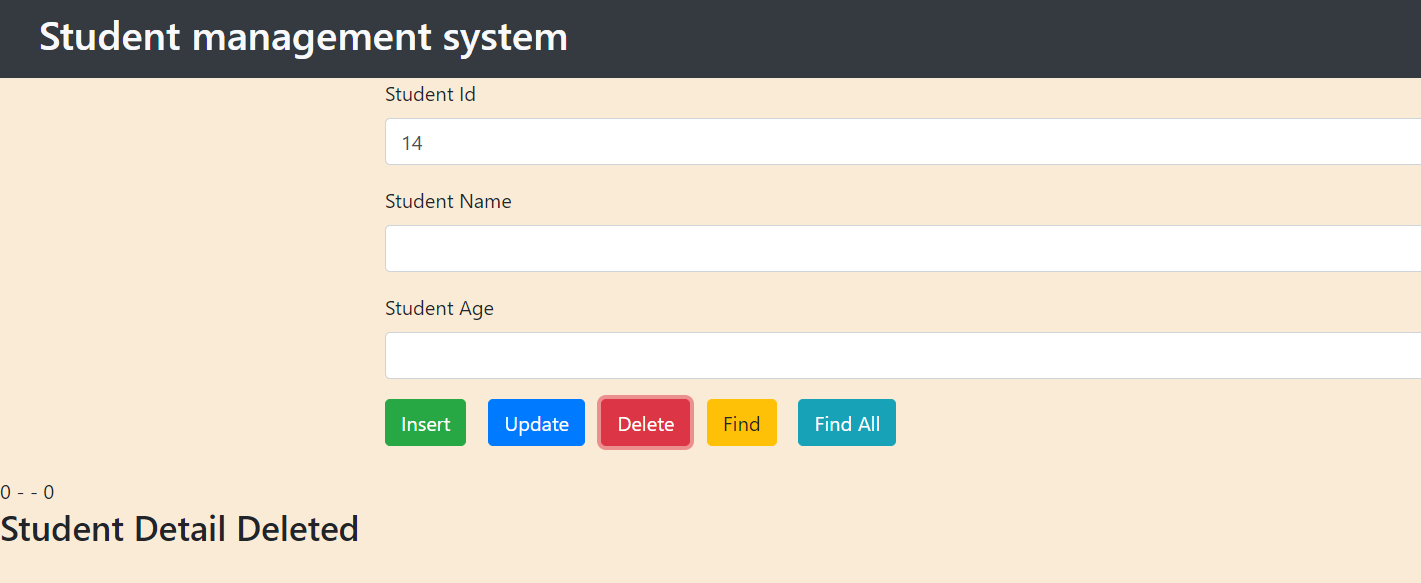 Student management system
Student Id
14
Student Name
Student Age
Insert Update Delete Find Find All
0 - - 0
Student Detail Deleted